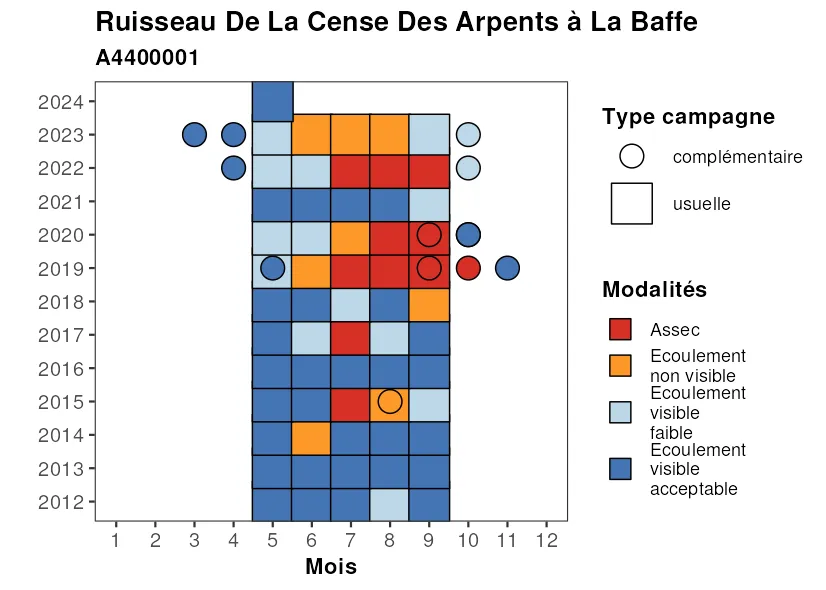 Ruisseau De La Cense Des Arpents à La Baffe
A4400001
2024
2023
2022
2021
2020
2019
2018
2017
2016
2015
2014
2013
2012
1 2 3 4 5 6 7 8 9 10 11 12
Mois
Type campagne
complémentaire
usuelle
Modalités
Assec
Ecoulement
non visible
Ecoulement
visible
faible
Ecoulement
visible
acceptable